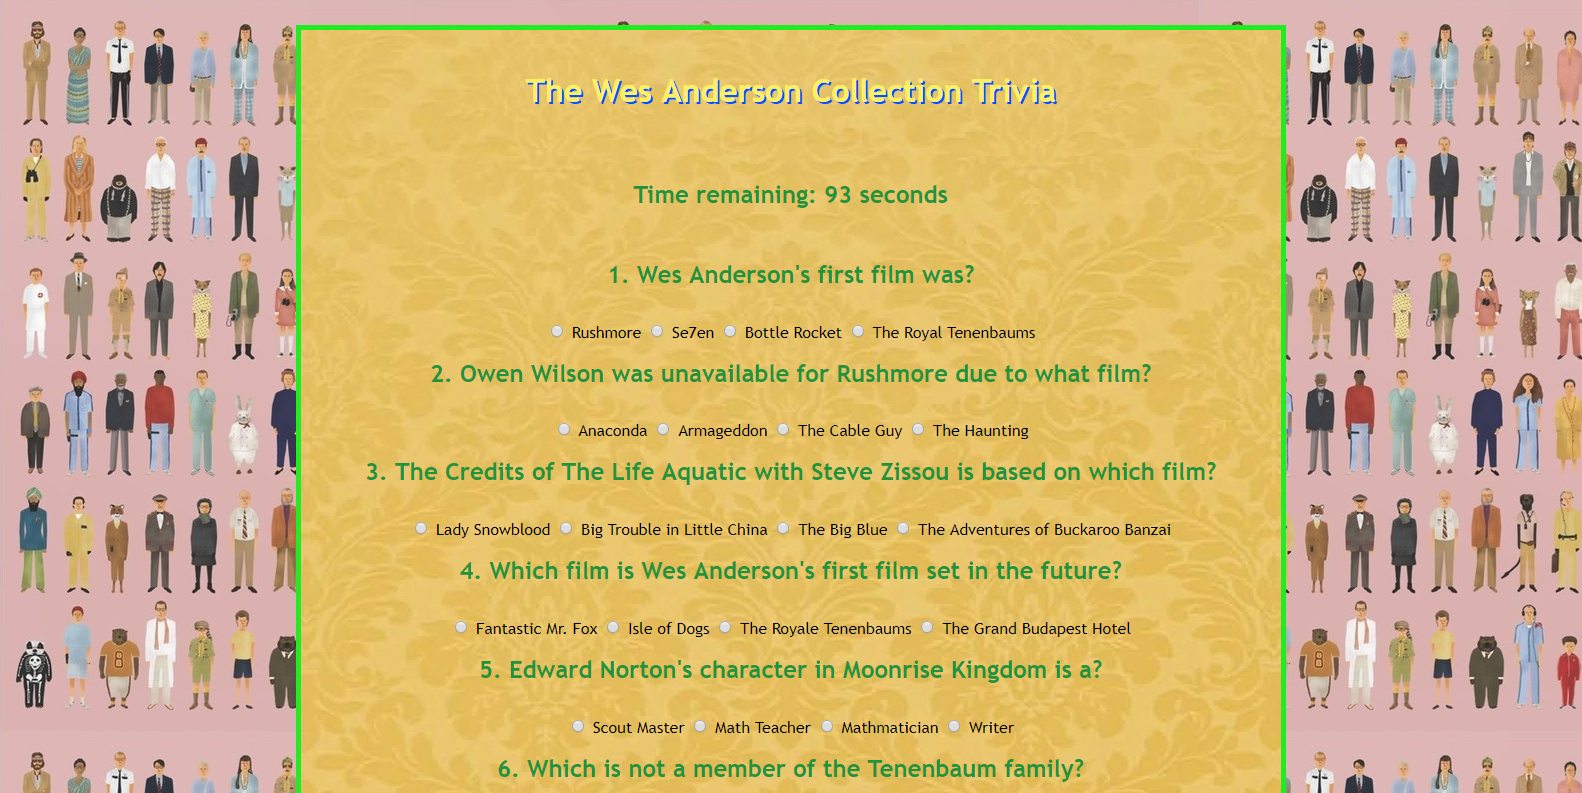 The Wes Anderson Collection Trivia
Time remaining: 93 seconds
1. Wes Anderson's first film was?
Rushmore Se7en Bottle Rocket The Royal Tenenbaums
2. Owen Wilson was unavailable for Rushmore due to what film?
Anaconda Armageddon The Cable Guy The Haunting
3. The Credits of The Life Aquatic with Steve Zissou is based on which film?
Lady Snowblood Big Trouble in Little China The Big Blue The Adventures of Buckaroo Banzai
4. Which film is Wes Anderson's first film set in the future?
Fantastic Mr. Fox Isle of Dogs The Royale Tenenbaums The Grand Budapest Hotel
5. Edward Norton's character in Moonrise Kingdom is a?
Scout Master Math Teacher Mathmatician Writer
6. Which is not a member of the Tenenbaum family?